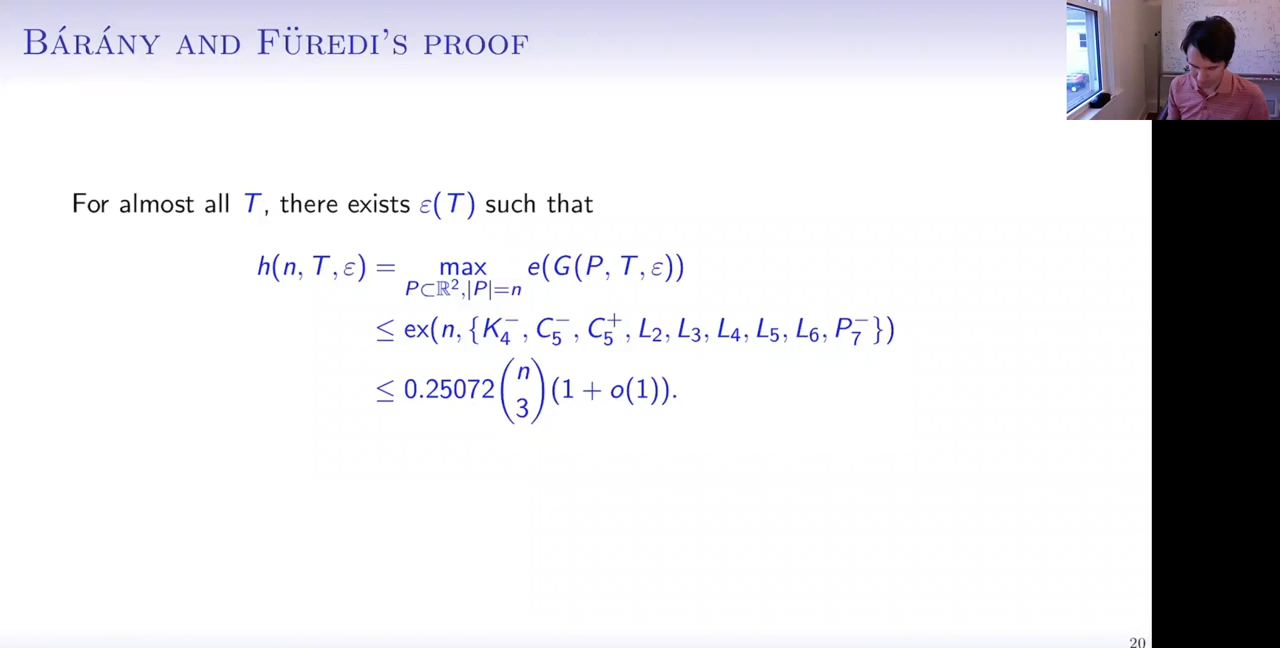 BÁRÁNY AND FÜREDI'S PROOF
For almost all T, there exists ε(T) such that
h(n, T, ε) = max_{P⊂ℝ²,|P|=n} e(G(P, T, ε))
≤ ex(n, {K₄⁻, C₅⁻, C₅⁺, L₂, L₃, L₄, L₅, L₆, P₇⁻})
≤ 0.25072 \binom{n}{3} (1 + o(1)).
20